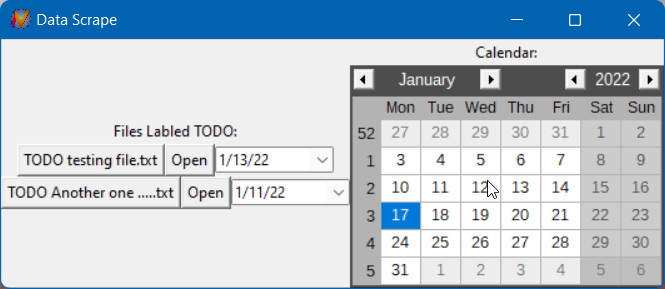 Data Scrape
Files Labled TODO:
TODO testing file.txt Open 1/13/22
TODO Another one .....txt Open 1/11/22
Calendar:
January 2022
Mon Tue Wed Thu Fri Sat Sun
52 27 28 29 30 31 1 2
1 3 4 5 6 7 8 9
2 10 11 12 13 14 15 16
3 17 18 19 20 21 22 23
4 24 25 26 27 28 29 30
5 31 1 2 3 4 5 6